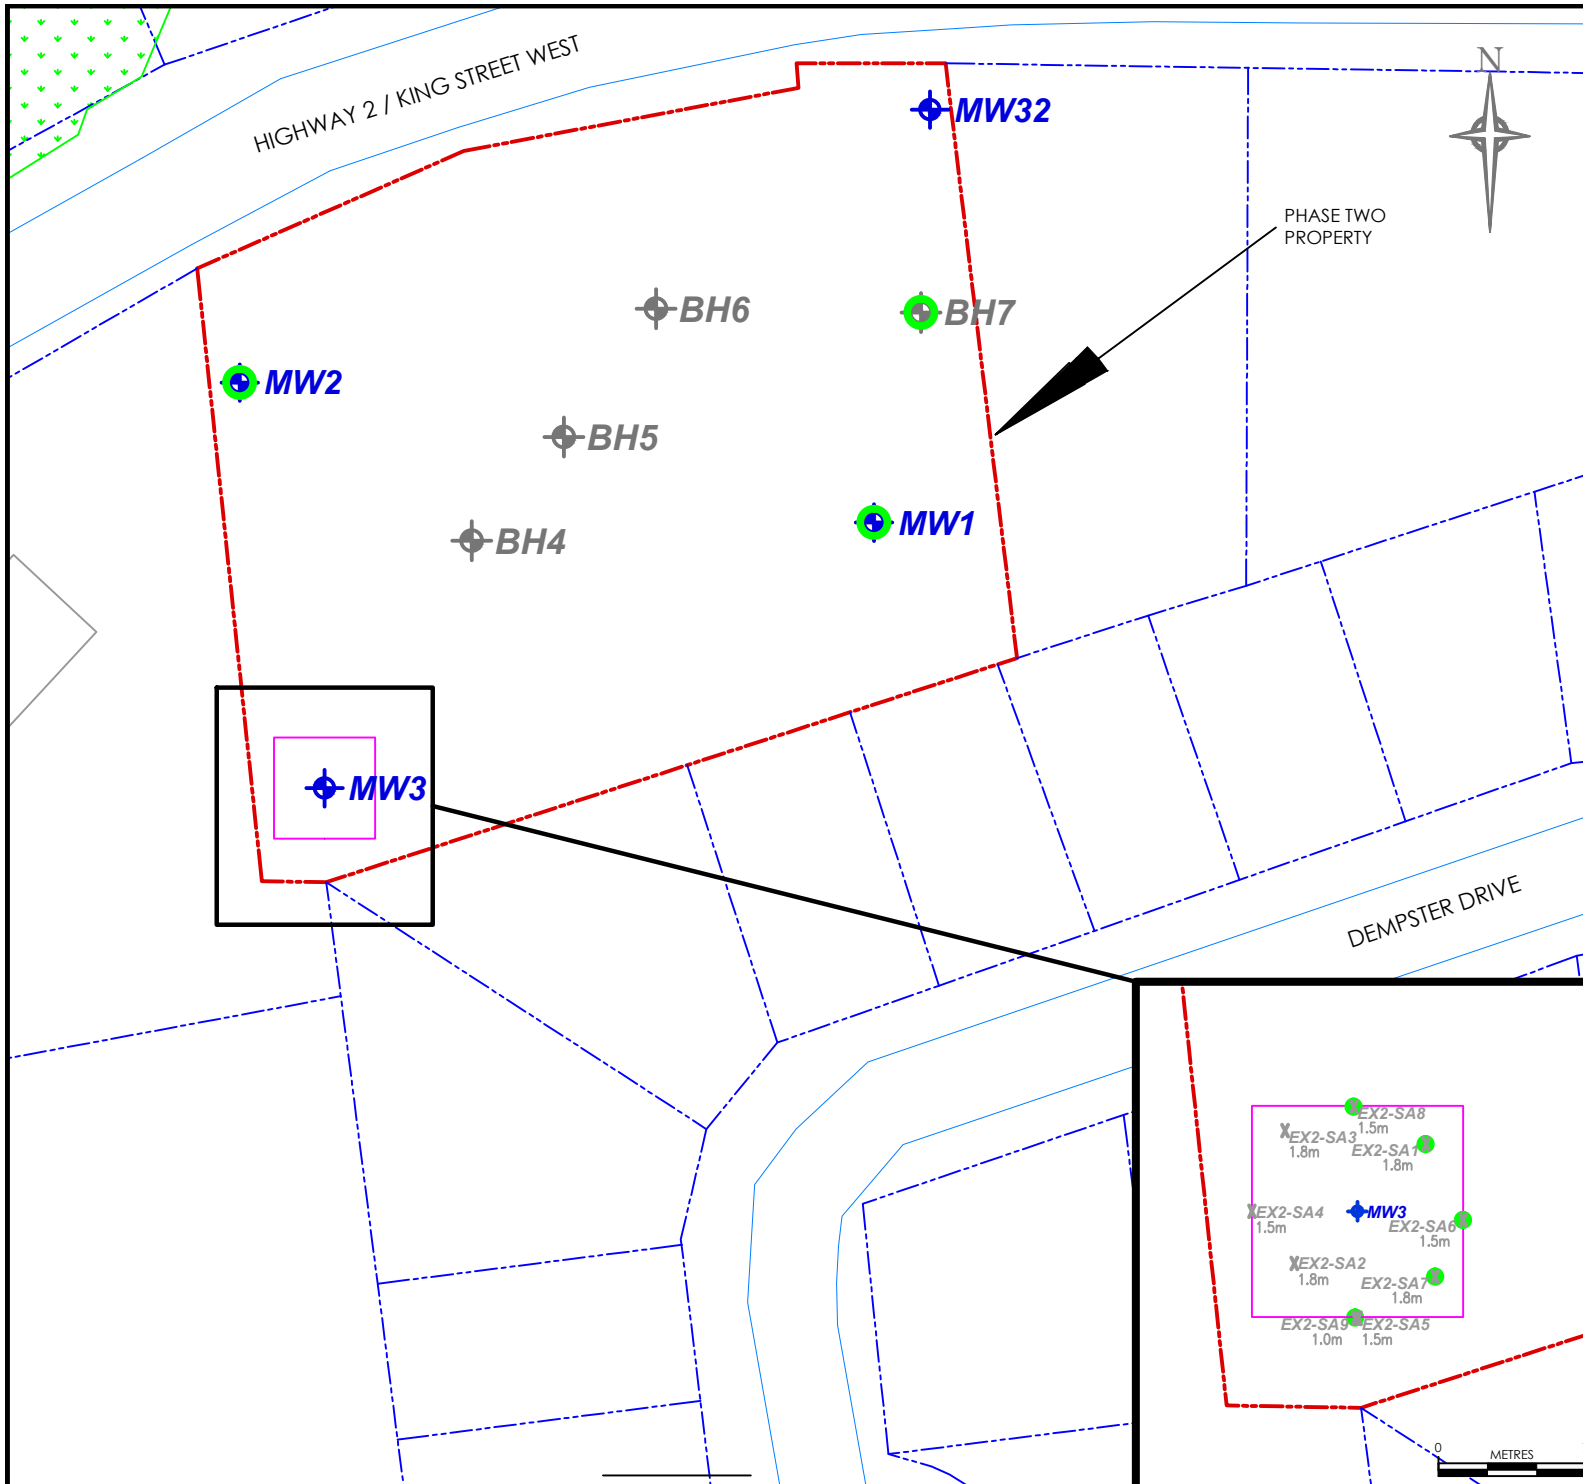 HIGHWAY 2 / KING STREET WEST
N
MW32
PHASE TWO
PROPERTY
BH6
BH7
MW2
BH5
MW1
BH4
MW3
DEMPSTER DRIVE
EX2-SA8
1.5m
EX2-SA3
1.8m
EX2-SA1
1.8m
EX2-SA4
1.5m
MW3
EX2-SA6
1.5m
EX2-SA2
1.8m
EX2-SA7
1.8m
EX2-SA9 EX2-SA5
1.0m 1.5m
0
METRES